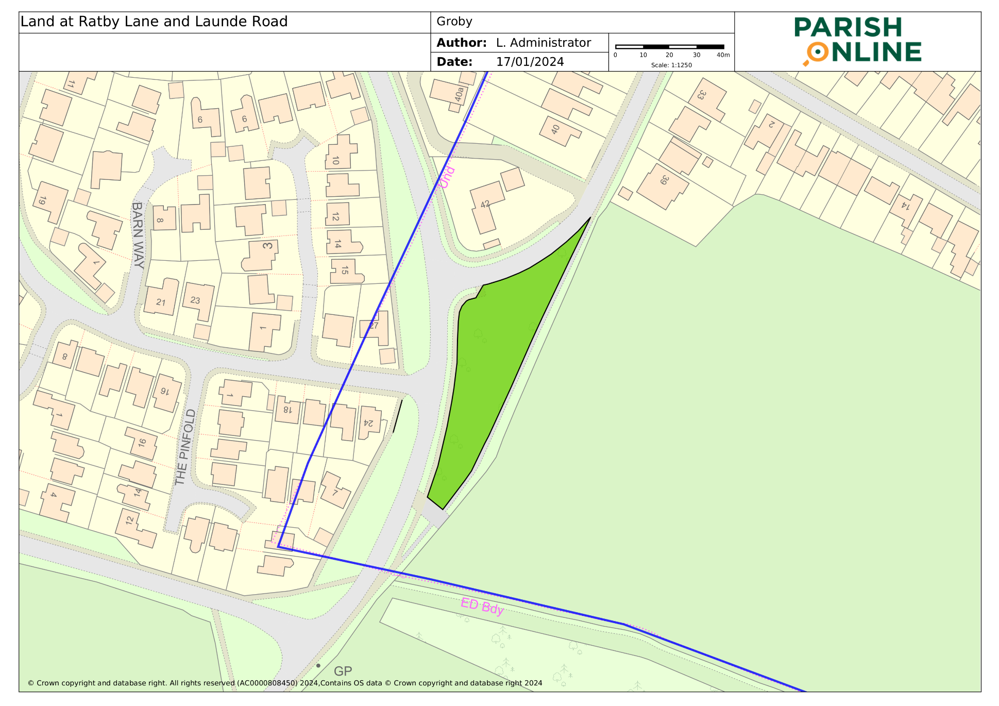 Land at Ratby Lane and Launde Road
Groby
Author: L. Administrator
Date: 17/01/2024
0 10 20 30 40m
Scale: 1:1250
PARISH
ONLINE
11
40a
33
6
6
40
2
10
Und
39
19
42
14
BARN WAY
8
12
3
14
1
15
21
23
1
27
8
16
1
18
24
1
THE PINFOLD
16
14
7
4
12
ED Bdy
GP
© Crown copyright and database right. All rights reserved (AC0000808450) 2024,Contains OS data © Crown copyright and database right 2024